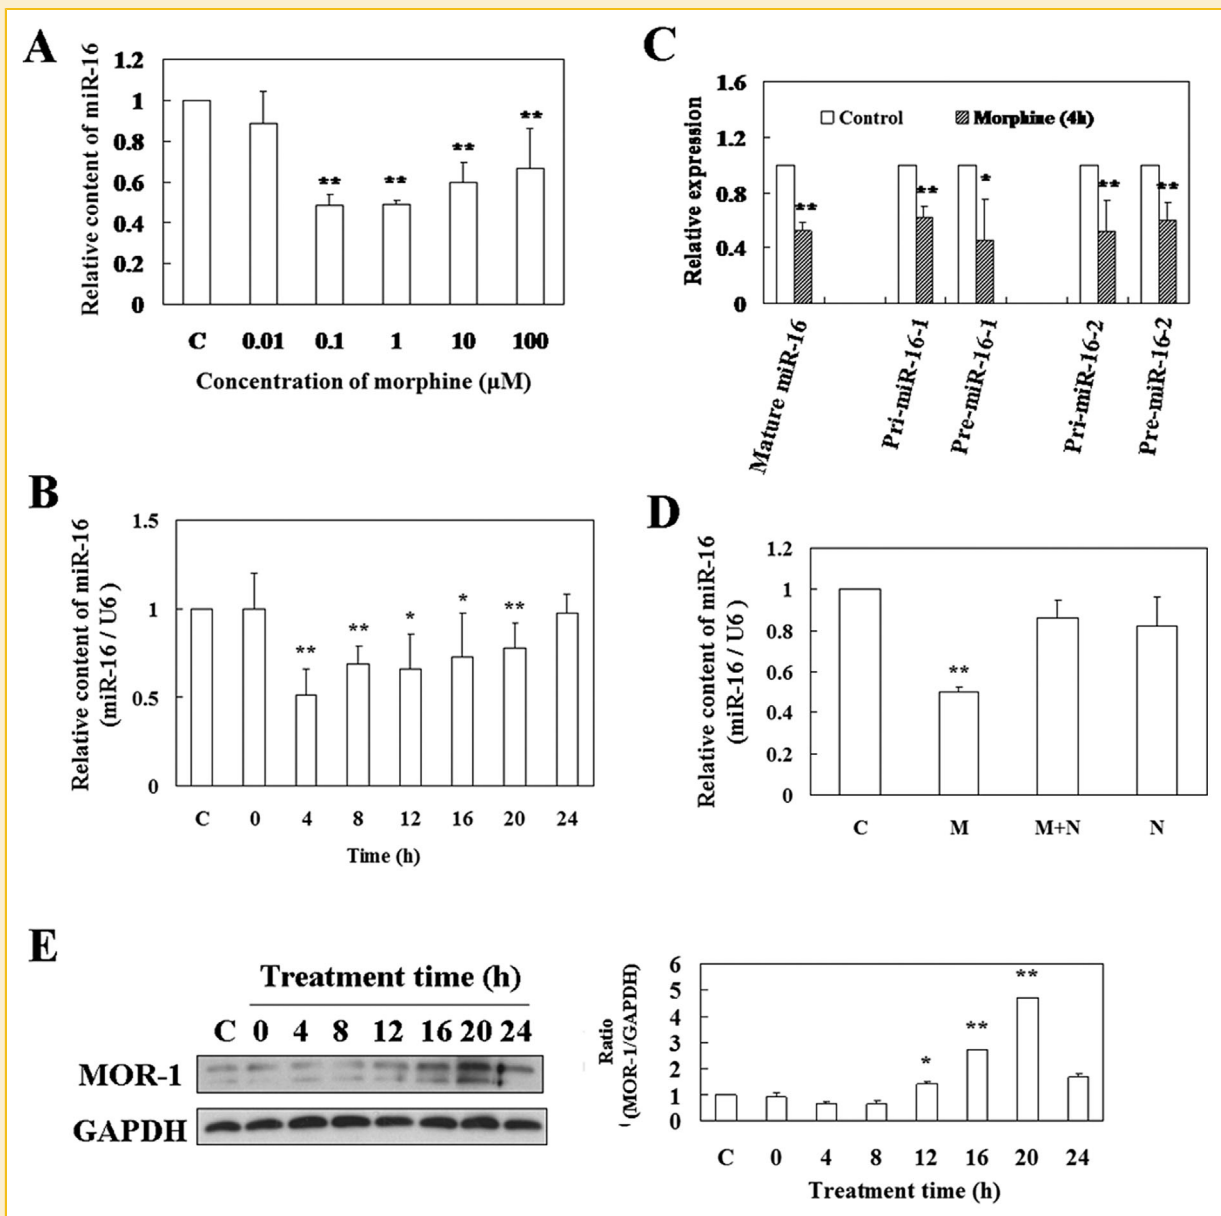 A
Relative content of miR-16
1.2
1
0.8
0.6
0.4
0.2
0
** ** ** **
C 0.01 0.1 1 10 100
Concentration of morphine (μM)
C
Relative expression
1.6
1.2
0.8
0.4
0
Control Morphine (4h)
** ** * ** **
Mature miR-16
Pri-miR-16-1
Pre-miR-16-1
Pri-miR-16-2
Pre-miR-16-2
B
Relative content of miR-16
(miR-16 / U6)
1.5
1
0.5
0
** ** * * **
C 0 4 8 12 16 20 24
Time (h)
D
Relative content of miR-16
(miR-16 / U6 )
1.2
1
0.8
0.6
0.4
0.2
0
**
C M M+N N
E
Treatment time (h)
C 0 4 8 12 16 20 24
MOR-1
GAPDH
Ratio
(MOR-1/GAPDH)
6
5
4
3
2
1
0
* ** **
C 0 4 8 12 16 20 24
Treatment time (h)